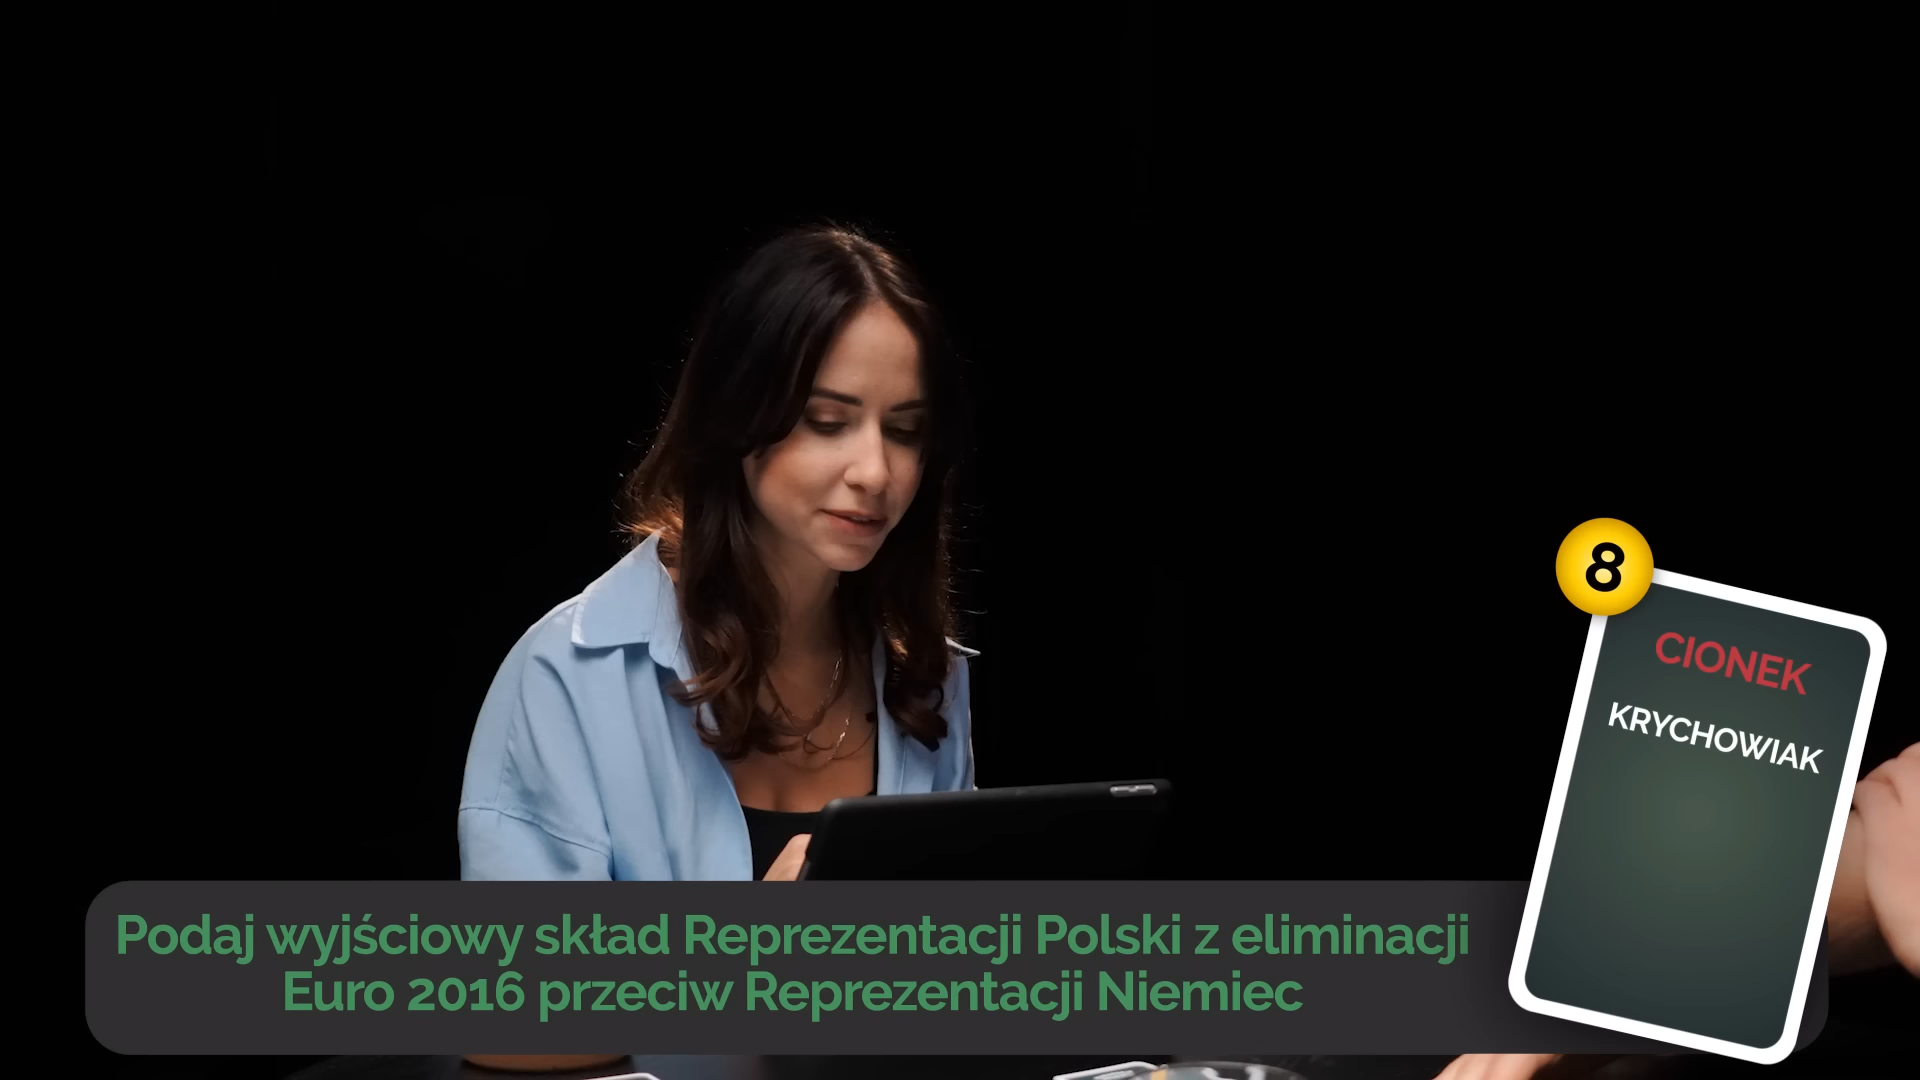 8
CIONEK
KRYCHOWIAK
Podaj wyjściowy skład Reprezentacji Polski z eliminacji
Euro 2016 przeciw Reprezentacji Niemiec